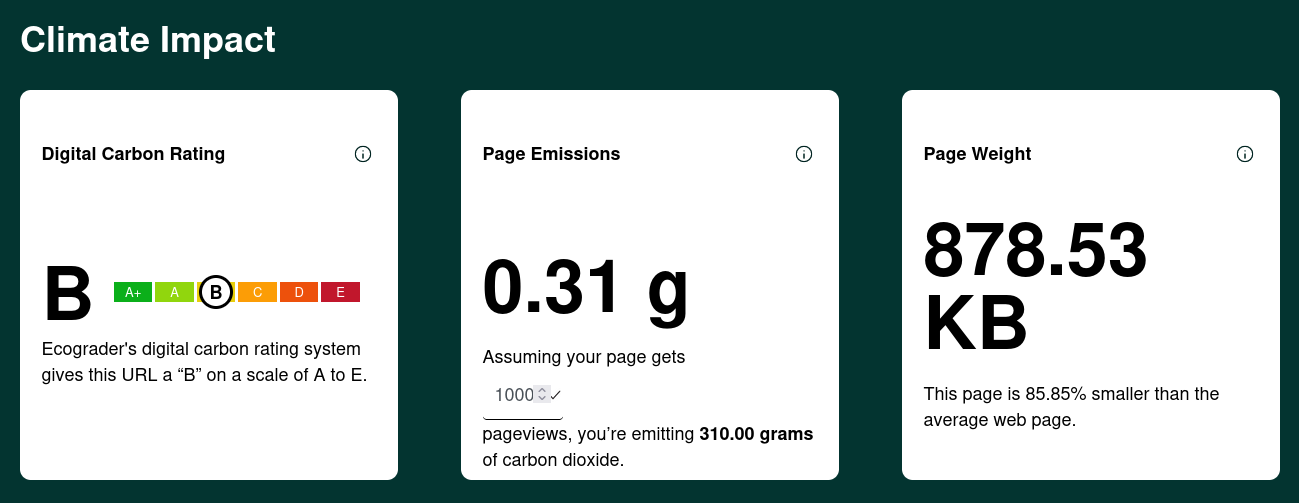 Climate Impact
Digital Carbon Rating
B
A+ A B C D E
Ecograder's digital carbon rating system
gives this URL a “B” on a scale of A to E.
Page Emissions
0.31 g
Assuming your page gets
1000
pageviews, you’re emitting 310.00 grams
of carbon dioxide.
Page Weight
878.53
KB
This page is 85.85% smaller than the
average web page.